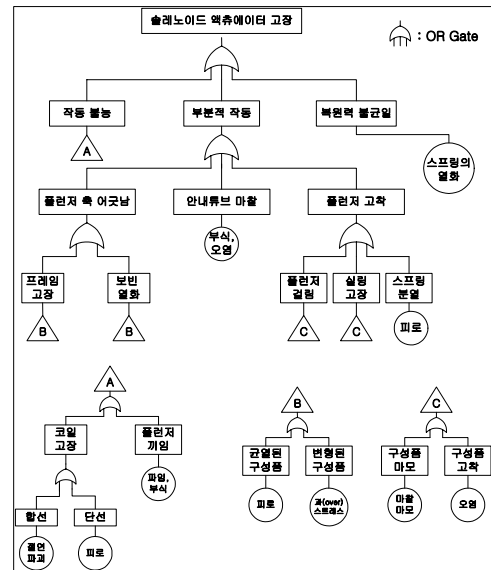 솔레노이드 액츄에이터 고장
: OR Gate
작동 불능
부분적 작동
복원력 불균일
A
스프링의
열화
플런저 축 어긋남
안내튜브 마찰
플런저 고착
부식,
오염
프레임
고장
보빈
열화
플런저
걸림
실링
고장
스프링
분열
B
B
C
C
피로
A
코일
고장
플런저
끼임
파임,
부식
합선
단선
절연
파괴
피로
B
균열된
구성품
변형된
구성품
피로
과(over)
스트레스
C
구성품
마모
구성품
고착
마찰
마모
오염